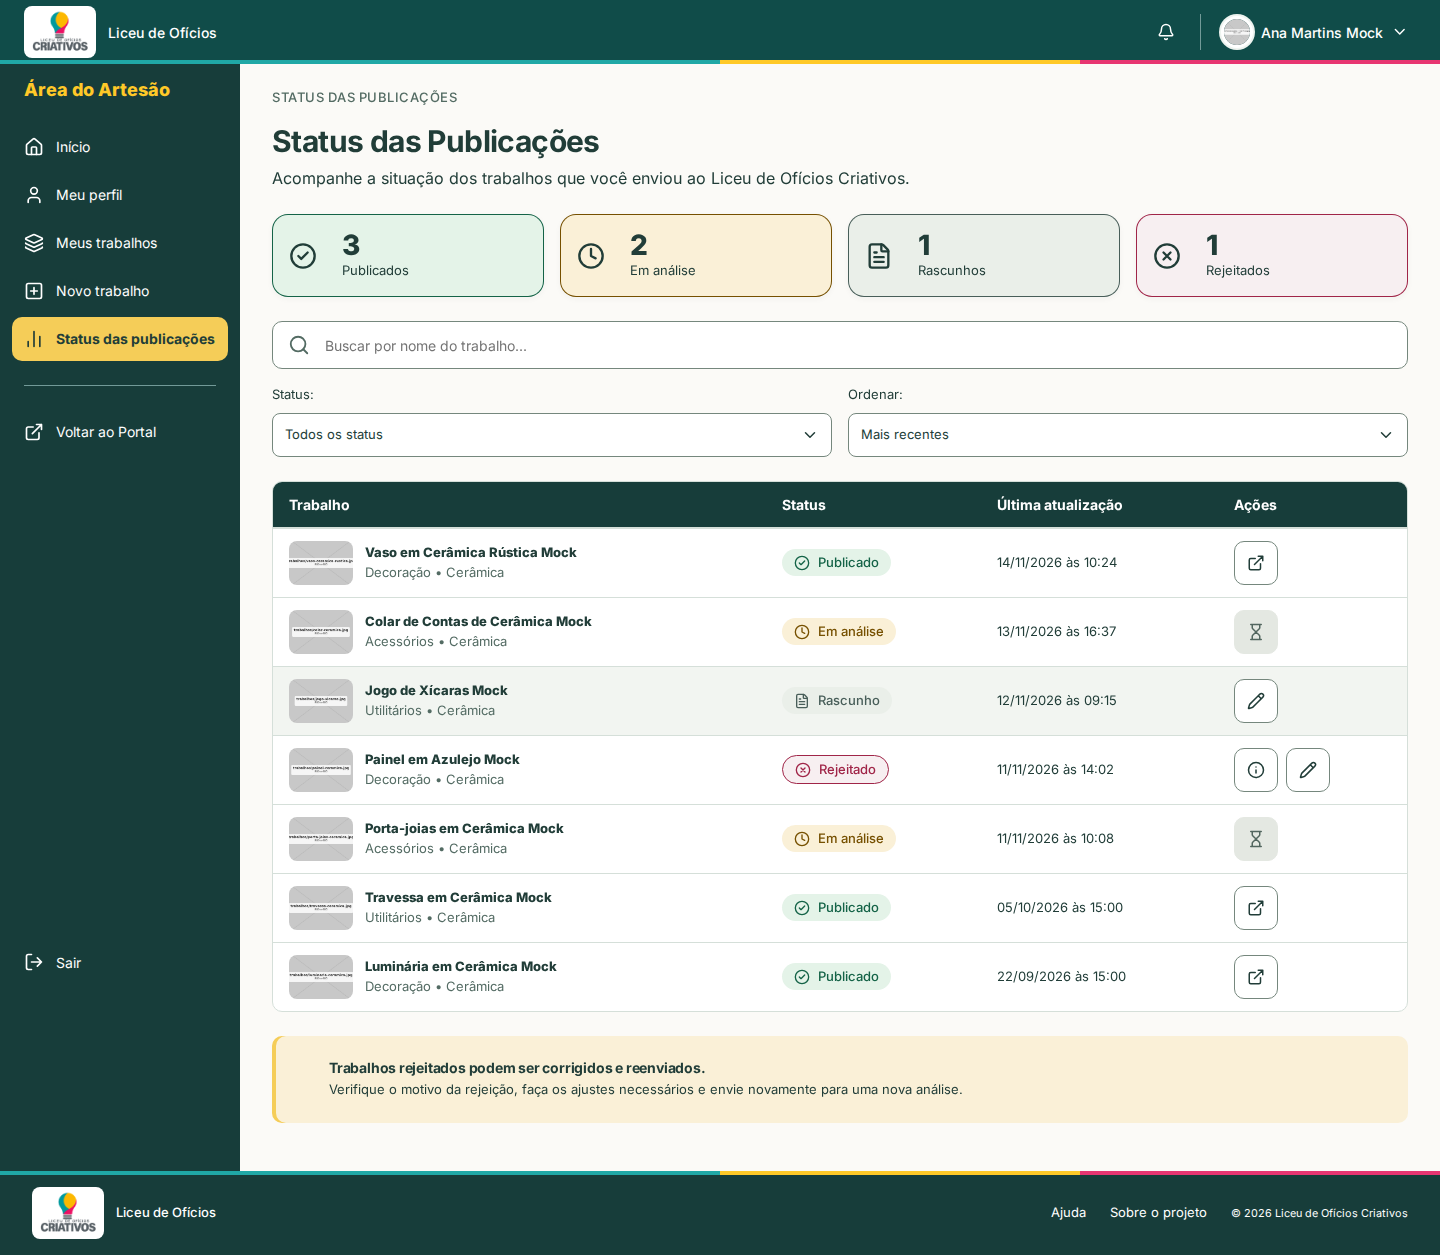 CRIATIVOS
Liceu de Ofícios
Ana Martins Mock
Área do Artesão
Início
Meu perfil
Meus trabalhos
Novo trabalho
Status das publicações
Voltar ao Portal
Sair
STATUS DAS PUBLICAÇÕES
Status das Publicações
Acompanhe a situação dos trabalhos que você enviou ao Liceu de Ofícios Criativos.
3
Publicados
2
Em análise
1
Rascunhos
1
Rejeitados
Buscar por nome do trabalho...
Status:
Todos os status
Ordenar:
Mais recentes
Trabalho Status Última atualização Ações
Vaso em Cerâmica Rústica Mock
Decoração • Cerâmica
Publicado
14/11/2026 às 10:24
Colar de Contas de Cerâmica Mock
Acessórios • Cerâmica
Em análise
13/11/2026 às 16:37
Jogo de Xícaras Mock
Utilitários • Cerâmica
Rascunho
12/11/2026 às 09:15
Painel em Azulejo Mock
Decoração • Cerâmica
Rejeitado
11/11/2026 às 14:02
Porta-joias em Cerâmica Mock
Acessórios • Cerâmica
Em análise
11/11/2026 às 10:08
Travessa em Cerâmica Mock
Utilitários • Cerâmica
Publicado
05/10/2026 às 15:00
Luminária em Cerâmica Mock
Decoração • Cerâmica
Publicado
22/09/2026 às 15:00
Trabalhos rejeitados podem ser corrigidos e reenviados.
Verifique o motivo da rejeição, faça os ajustes necessários e envie novamente para uma nova análise.
CRIATIVOS
Liceu de Ofícios
Ajuda Sobre o projeto © 2026 Liceu de Ofícios Criativos